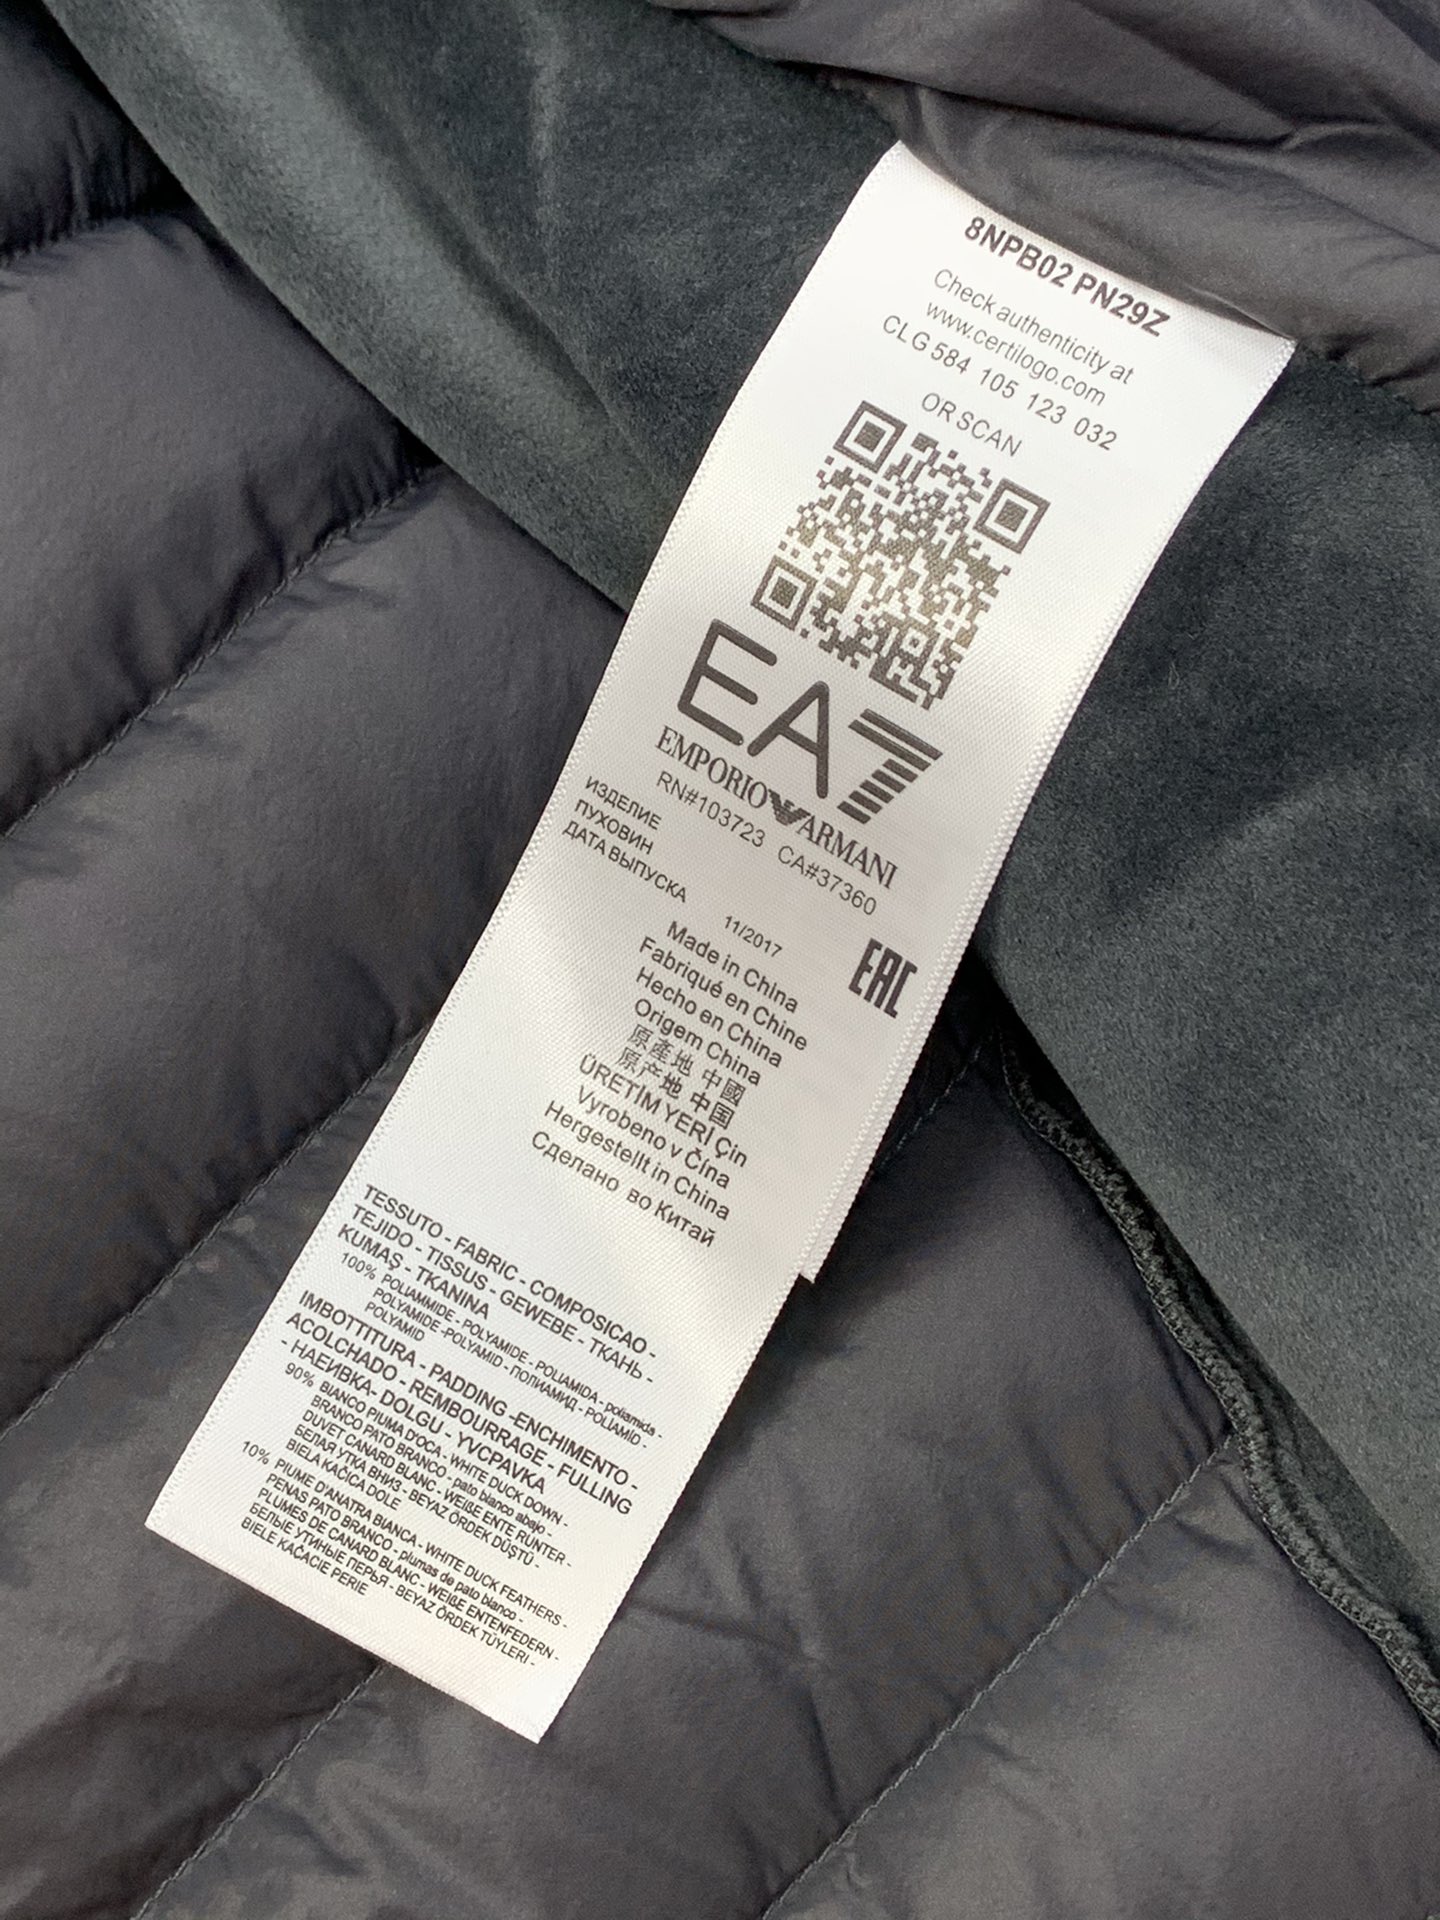 8NPB02 PN29Z
Check authenticity at
www.certilogo.com
CLG 584 105 123 032
OR SCAN
EA7
EMPORIO ARMANI
RN#103723 CA#37360
ИЗДЕЛИЕ
ПУХОВИН
ДАТА ВЫПУСКА
11/2017
EAC
Made in China
Fabriqué en Chine
Hecho en China
Origem China
原產地 中國
原产地 中国
ÜRETİM YERİ Çin
Vyrobeno v Čína
Hergestellt in China
Сделано во Китай
TESSUTO - FABRIC - COMPOSICAO -
TEJIDO - TISSUS - GEWEBE - ТКАНЬ -
KUMAŞ - TKANINA
100% POLIAMMIDE - POLYAMIDE - POLIAMIDA - poliamida -
POLYAMIDE -POLYAMID - ПОЛИАМИД - POLIAMİD -
POLYAMID
IMBOTTITURA - PADDING -ENCHIMENTO -
ACOLCHADO - REMBOURRAGE - FULLING
- НАЕИВКА- DOLGU - YVCPAVKA
90% BIANCO PIUMA D'OCA - WHITE DUCK DOWN -
BRANCO PATO BRANCO - pato blanco abajo -
DUVET CANARD BLANC - WEIßE ENTE RUNTER -
БЕЛАЯ УТКА ВНИЗ - BEYAZ ÖRDEK DÜŞTÜ -
BIELA KAČICA DOLE
10% PIUME D'ANATRA BIANCA - WHITE DUCK FEATHERS -
PENAS PATO BRANCO - plumas de pato blanco -
PLUMES DE CANARD BLANC - WEIßE ENTENFEDERN -
БЕЛЫЕ УТИНЫЕ ПЕРЬЯ - BEYAZ ÖRDEK TÜYLERI -
BIELE KAČACIE PERIE